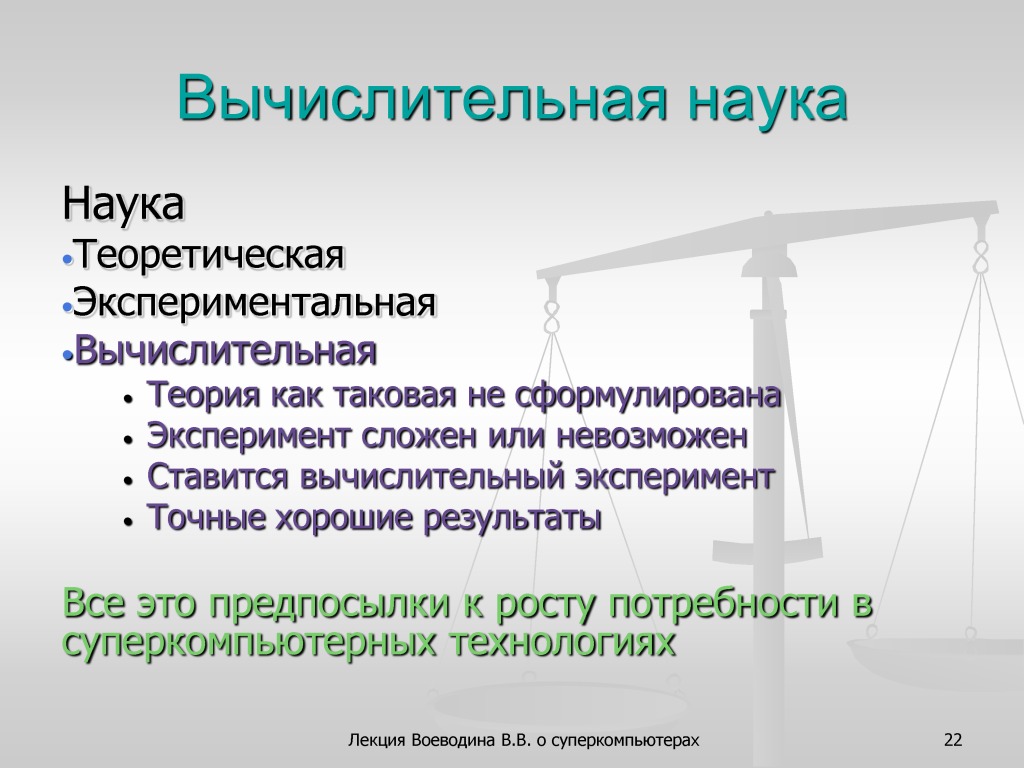 Вычислительная наука
Наука
•Теоретическая
•Экспериментальная
•Вычислительная
• Теория как таковая не сформулирована
• Эксперимент сложен или невозможен
• Ставится вычислительный эксперимент
• Точные хорошие результаты
Все это предпосылки к росту потребности в
суперкомпьютерных технологиях
Лекция Воеводина В.В. о суперкомпьютерах
22